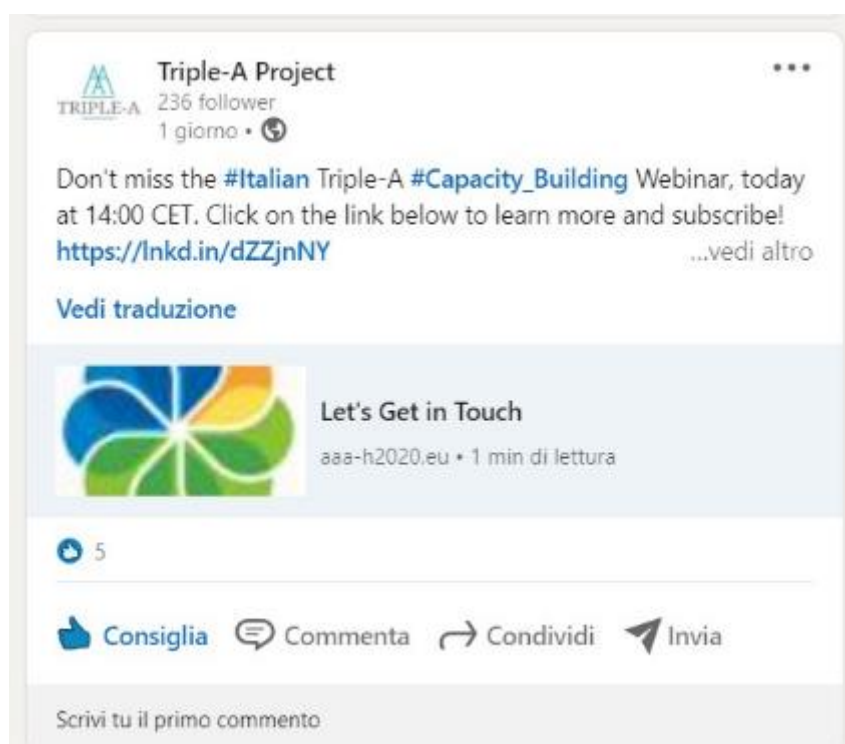 Triple-A Project
TRIPLE-A
236 follower
1 giorno •
Don't miss the #Italian Triple-A #Capacity_Building Webinar, today
at 14:00 CET. Click on the link below to learn more and subscribe!
https://lnkd.in/dZZjnNY ...vedi altro
Vedi traduzione
Let's Get in Touch
aaa-h2020.eu • 1 min di lettura
5
Consiglia Commenta Condividi Invia
Scrivi tu il primo commento